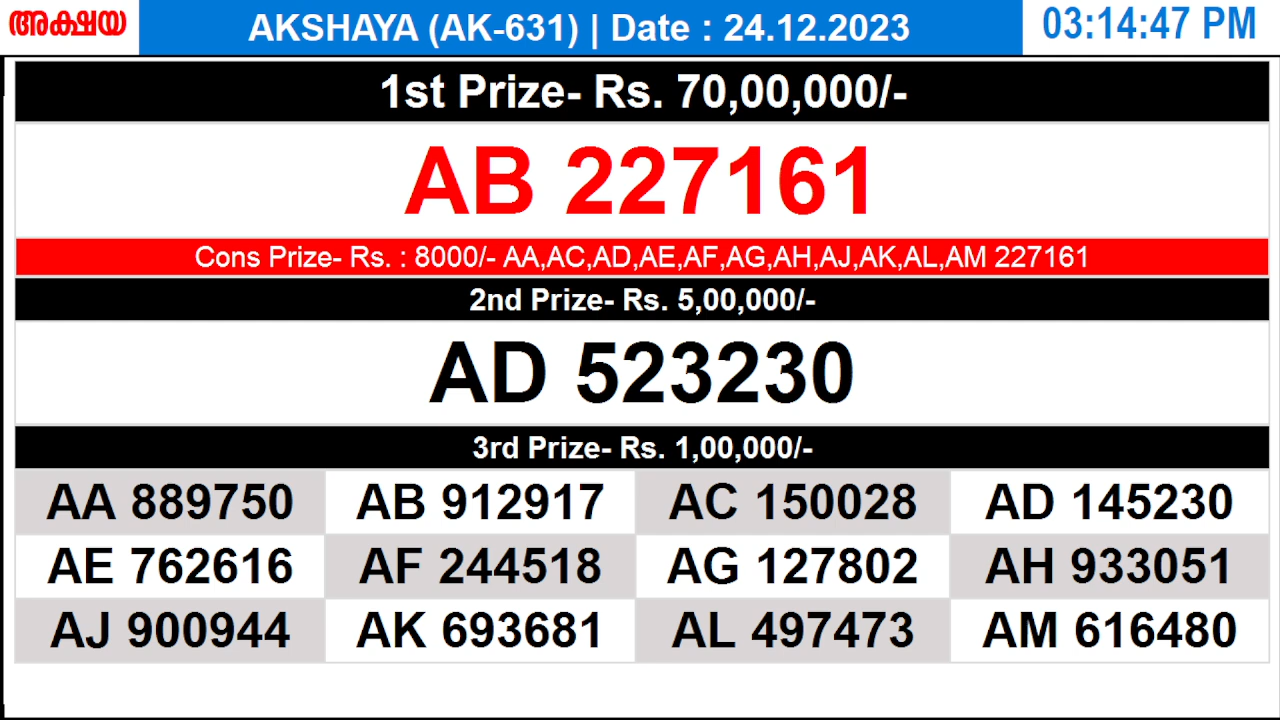 അക്ഷയ AKSHAYA (AK-631) | Date : 24.12.2023 03:14:47 PM
1st Prize- Rs. 70,00,000/-
AB 227161
Cons Prize- Rs. : 8000/- AA,AC,AD,AE,AF,AG,AH,AJ,AK,AL,AM 227161
2nd Prize- Rs. 5,00,000/-
AD 523230
3rd Prize- Rs. 1,00,000/-
AA 889750 AB 912917 AC 150028 AD 145230
AE 762616 AF 244518 AG 127802 AH 933051
AJ 900944 AK 693681 AL 497473 AM 616480